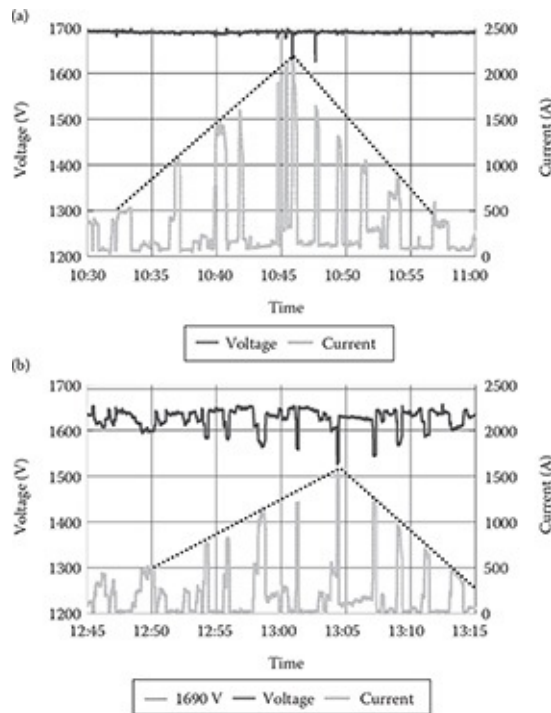 (a)
1700 2500
1600 2000
1500 1500
1400 1000
1300 500
1200 0
Voltage (V)
Current (A)
10:30 10:35 10:40 10:45 10:50 10:55 11:00
Time
Voltage Current
(b)
1700 2500
1600 2000
1500 1500
1400 1000
1300 500
1200 0
Voltage (V)
Current (A)
12:45 12:50 12:55 13:00 13:05 13:10 13:15
Time
1690 V Voltage Current